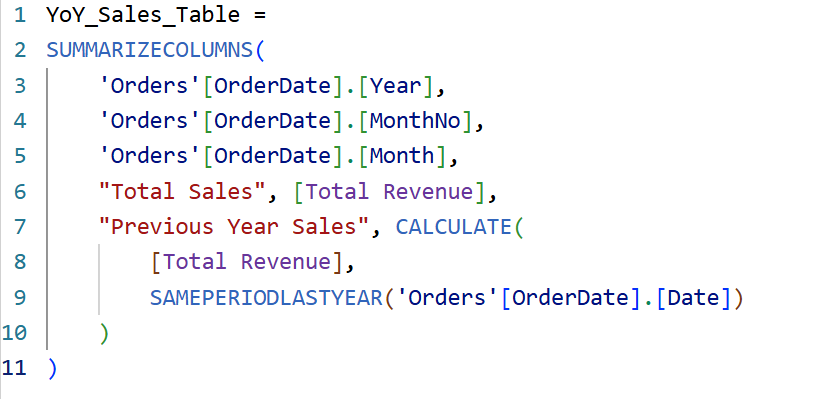 1 YoY_Sales_Table =
2 SUMMARIZECOLUMNS(
3     'Orders'[OrderDate].[Year],
4     'Orders'[OrderDate].[MonthNo],
5     'Orders'[OrderDate].[Month],
6     "Total Sales", [Total Revenue],
7     "Previous Year Sales", CALCULATE(
8         [Total Revenue],
9         SAMEPERIODLASTYEAR('Orders'[OrderDate].[Date])
10     )
11 )